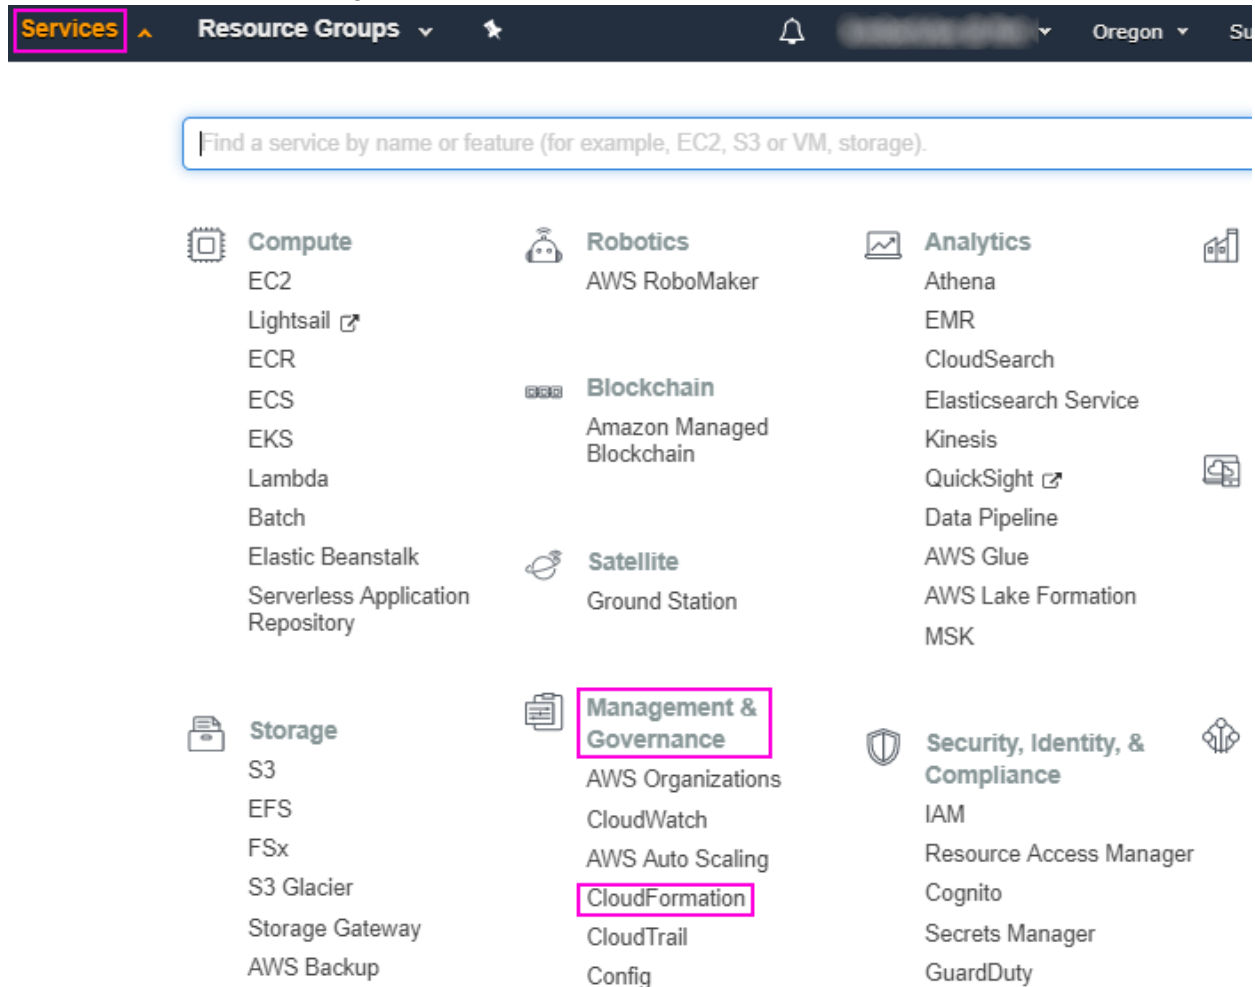 Services
Resource Groups
Oregon
Su
Find a service by name or feature (for example, EC2, S3 or VM, storage).
Compute
EC2
Lightsail
ECR
ECS
EKS
Lambda
Batch
Elastic Beanstalk
Serverless Application
Repository
Storage
S3
EFS
FSx
S3 Glacier
Storage Gateway
AWS Backup
Robotics
AWS RoboMaker
Blockchain
Amazon Managed
Blockchain
Satellite
Ground Station
Management &
Governance
AWS Organizations
CloudWatch
AWS Auto Scaling
CloudFormation
CloudTrail
Config
Analytics
Athena
EMR
CloudSearch
Elasticsearch Service
Kinesis
QuickSight
Data Pipeline
AWS Glue
AWS Lake Formation
MSK
Security, Identity, &
Compliance
IAM
Resource Access Manager
Cognito
Secrets Manager
GuardDuty